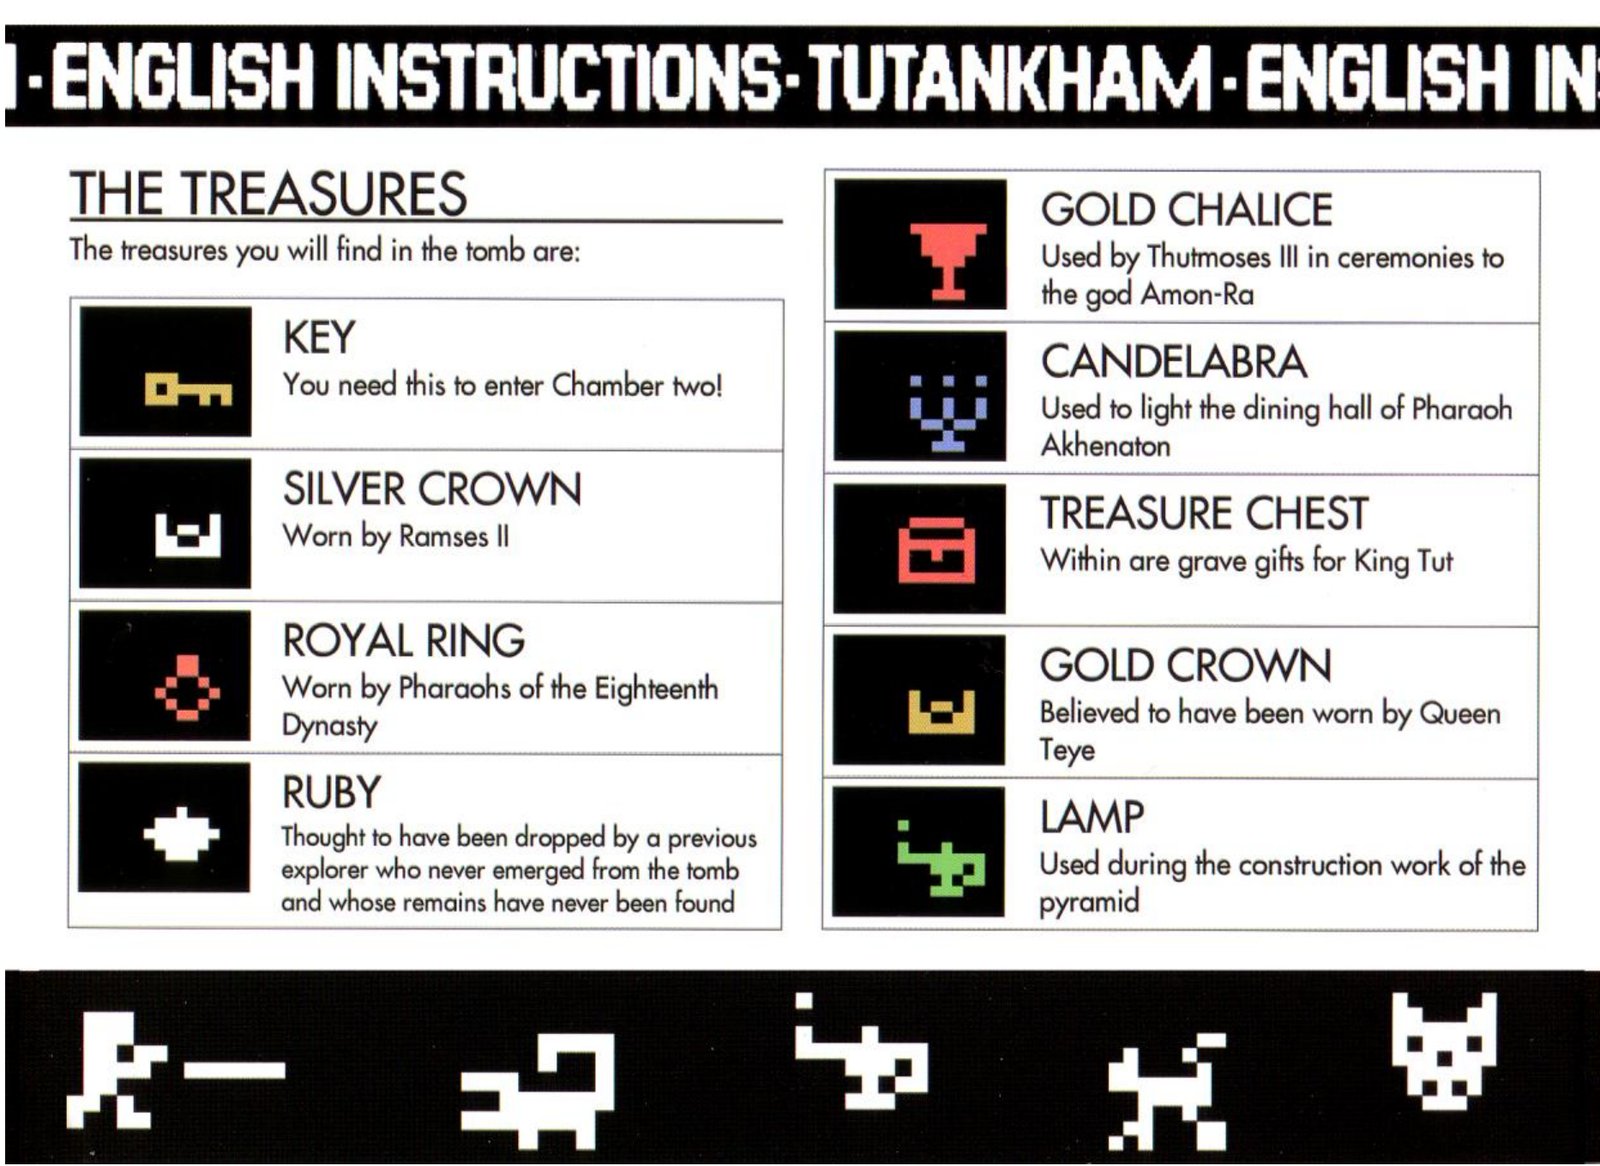 · ENGLISH INSTRUCTIONS · TUTANKHAM · ENGLISH
THE TREASURES
The treasures you will find in the tomb are:
KEY
You need this to enter Chamber two!
SILVER CROWN
Worn by Ramses II
ROYAL RING
Worn by Pharaohs of the Eighteenth
Dynasty
RUBY
Thought to have been dropped by a previous
explorer who never emerged from the tomb
and whose remains have never been found
GOLD CHALICE
Used by Thutmoses III in ceremonies to
the god Amon-Ra
CANDELABRA
Used to light the dining hall of Pharaoh
Akhenaton
TREASURE CHEST
Within are grave gifts for King Tut
GOLD CROWN
Believed to have been worn by Queen
Teye
LAMP
Used during the construction work of the
pyramid